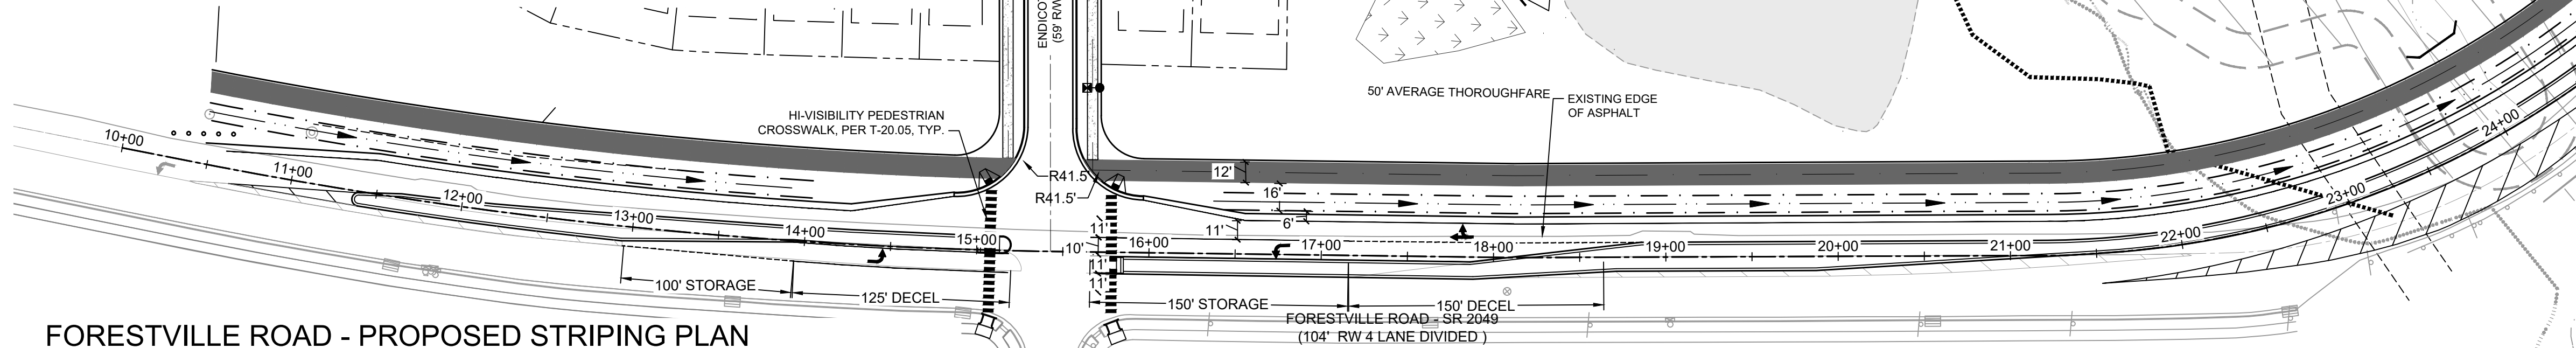 ENDICO
(59' R/W
HI-VISIBILITY PEDESTRIAN
CROSSWALK, PER T-20.05, TYP.
50' AVERAGE THOROUGHFARE
EXISTING EDGE
OF ASPHALT
10+00
11+00
12+00
13+00
14+00
15+00
16+00
17+00
18+00
19+00
20+00
21+00
22+00
23+00
24+00
R41.5'
R41.5'
12'
16'
6'
11'
11'
10'
11'
11'
100' STORAGE
125' DECEL
150' STORAGE
150' DECEL
FORESTVILLE ROAD - SR 2049
(104' RW 4 LANE DIVIDED )
FORESTVILLE ROAD - PROPOSED STRIPING PLAN